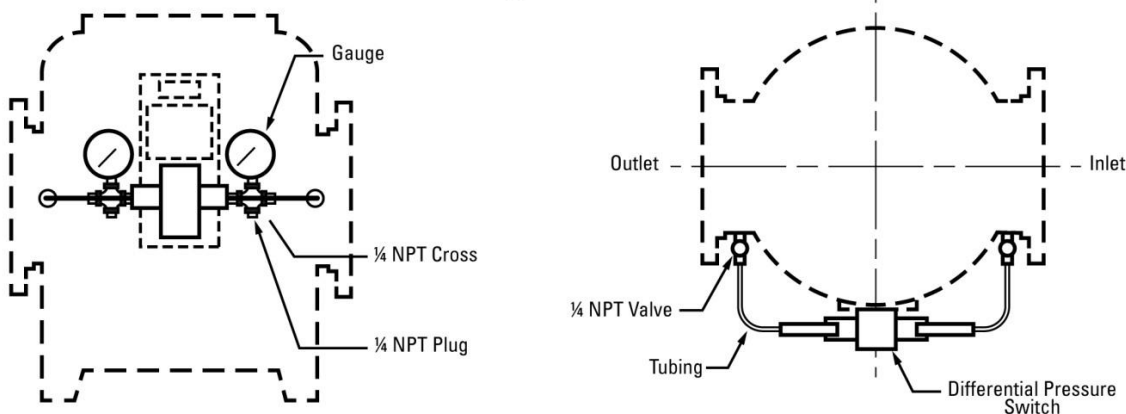 Gauge
¼ NPT Cross
¼ NPT Plug
Outlet
Inlet
¼ NPT Valve
Tubing
Differential Pressure
Switch